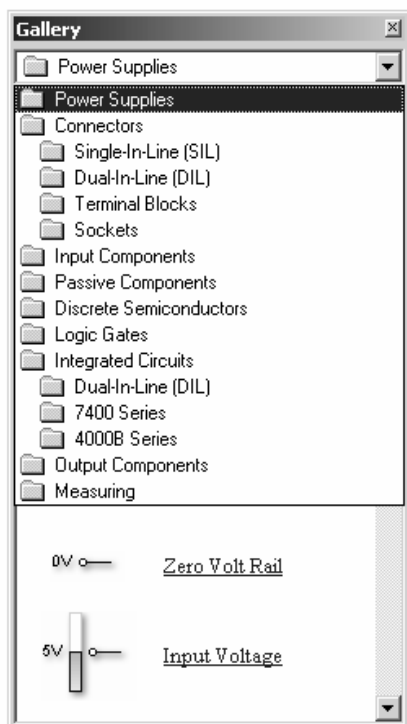 Gallery
Power Supplies
Power Supplies
Connectors
Single-In-Line (SIL)
Dual-In-Line (DIL)
Terminal Blocks
Sockets
Input Components
Passive Components
Discrete Semiconductors
Logic Gates
Integrated Circuits
Dual-In-Line (DIL)
7400 Series
4000B Series
Output Components
Measuring
0V Zero Volt Rail
5V Input Voltage